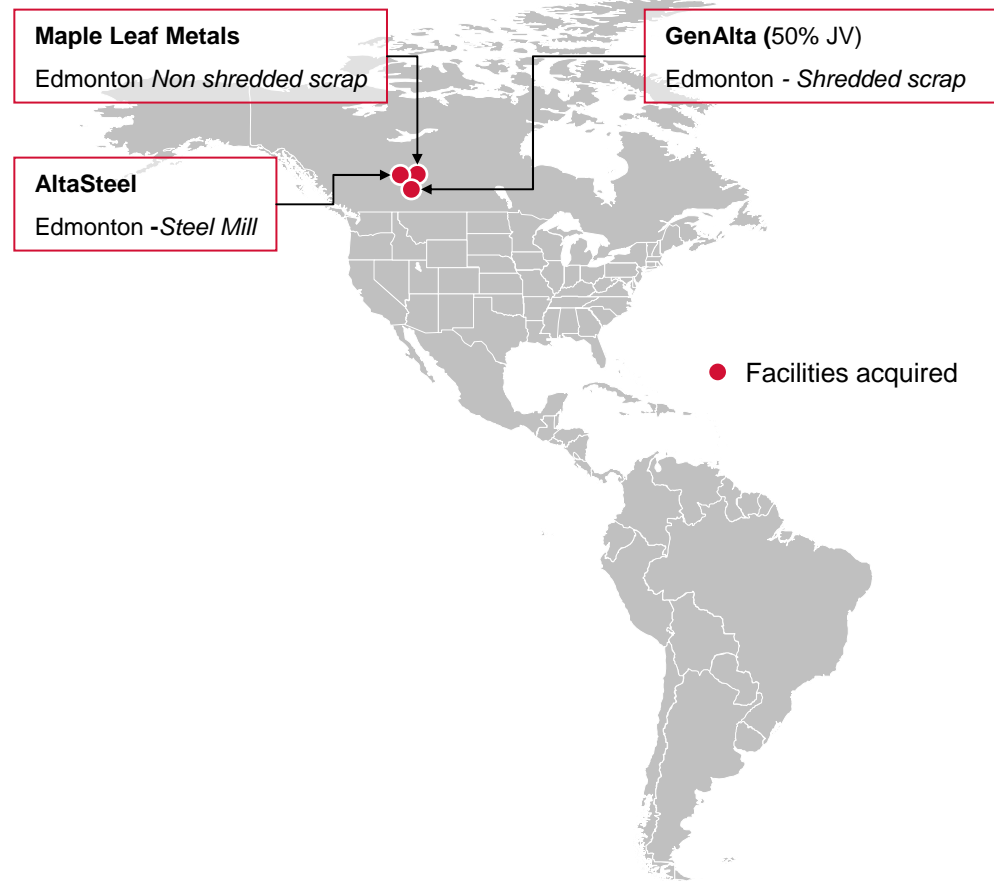 Maple Leaf Metals
Edmonton Non shredded scrap
GenAlta (50% JV)
Edmonton - Shredded scrap
AltaSteel
Edmonton -Steel Mill
Facilities acquired